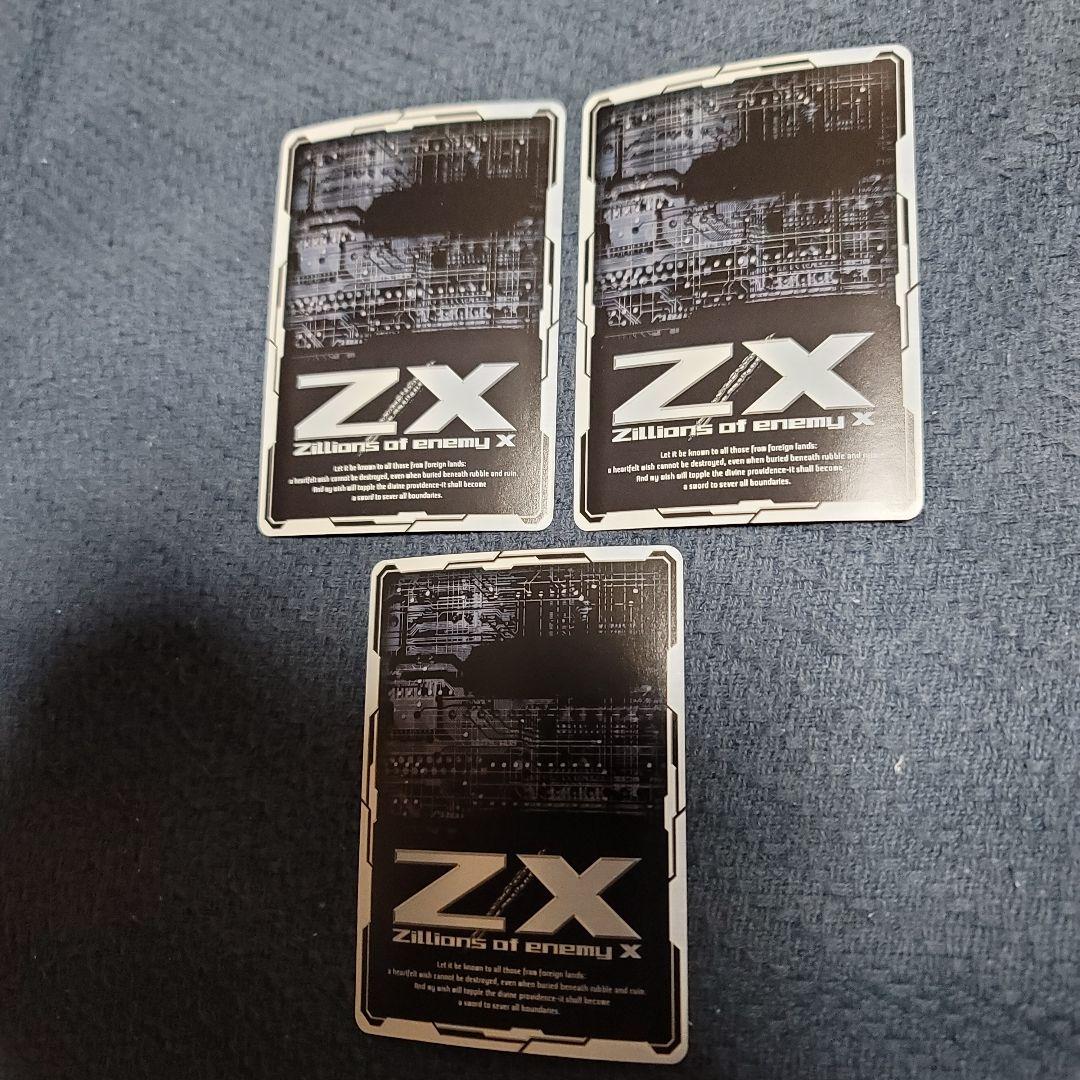 Z/X
Zillions of enemy X
Let it be known to all those from foreign lands:
a heartfelt wish cannot be destroyed, even when buried beneath rubble and ruin.
And my wish will topple the divine providence-it shall become
a sword to sever all boundaries.
Z/X
Zillions of enemy X
Let it be known to all those from foreign lands:
a heartfelt wish cannot be destroyed, even when buried beneath rubble and ruin.
And my wish will topple the divine providence-it shall become
a sword to sever all boundaries.
Z/X
Zillions of enemy X
Let it be known to all those from foreign lands:
a heartfelt wish cannot be destroyed, even when buried beneath rubble and ruin.
And my wish will topple the divine providence-it shall become
a sword to sever all boundaries.